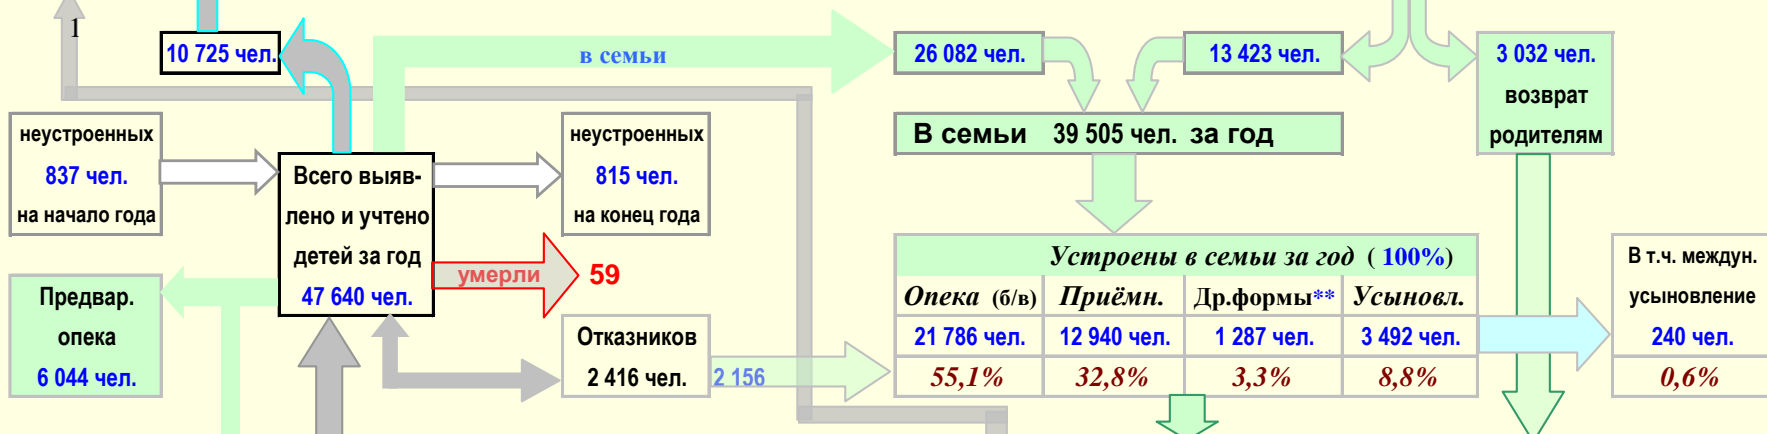 1
10 725 чел.
в семьи
26 082 чел.
13 423 чел.
3 032 чел.
возврат
родителям
неустроенных
837 чел.
на начало года
Всего выяв-
лено и учтено
детей за год
47 640 чел.
неустроенных
815 чел.
на конец года
В семьи 39 505 чел. за год
умерли 59
Предвар.
опека
6 044 чел.
Отказников
2 416 чел.
2 156
Устроены в семьи за год ( 100%)
Опека (б/в) Приёмн. Др.формы** Усыновл.
21 786 чел. 12 940 чел. 1 287 чел. 3 492 чел.
55,1% 32,8% 3,3% 8,8%
В т.ч. междун.
усыновление
240 чел.
0,6%